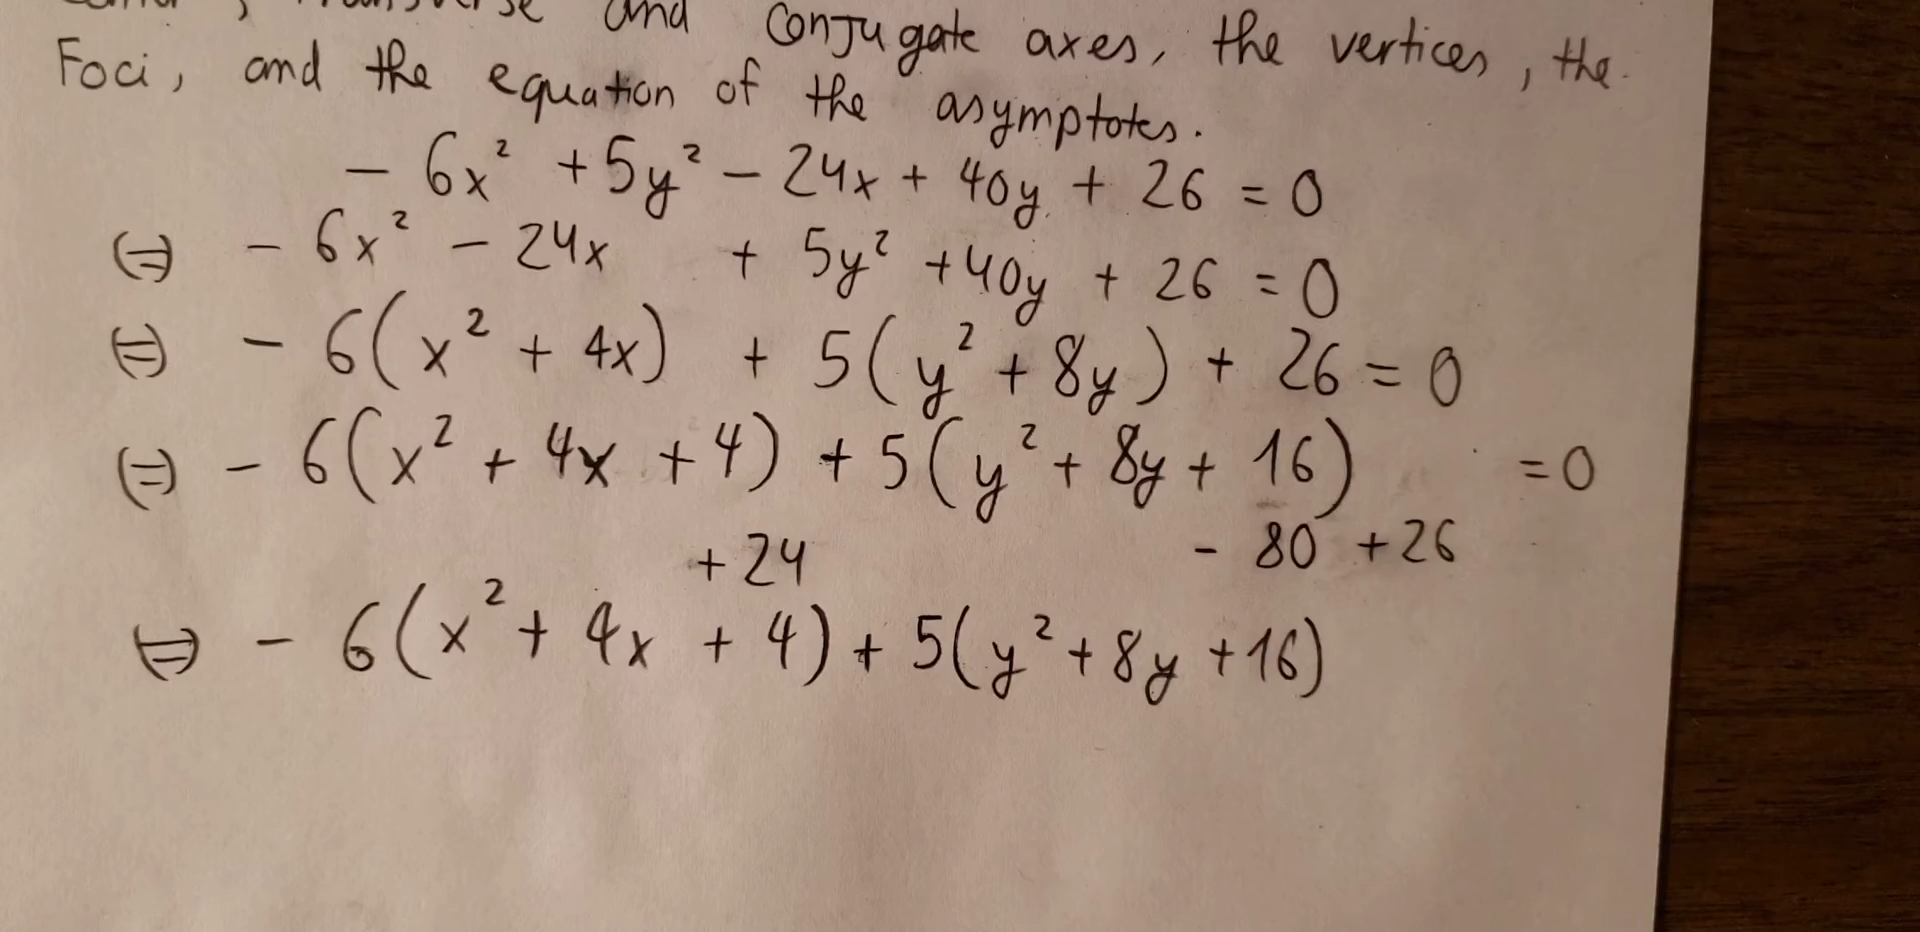 and conjugate axes, the vertices, the
Foci, and the equation of the asymptotes.
- 6x² + 5y² - 24x + 40y + 26 = 0
(=) - 6x² - 24x + 5y² + 40y + 26 = 0
(=) - 6(x² + 4x) + 5(y² + 8y) + 26 = 0
(=) - 6(x² + 4x + 4) + 5(y² + 8y + 16) = 0
+ 24 - 80 + 26
(=) - 6(x² + 4x + 4) + 5(y² + 8y + 16)